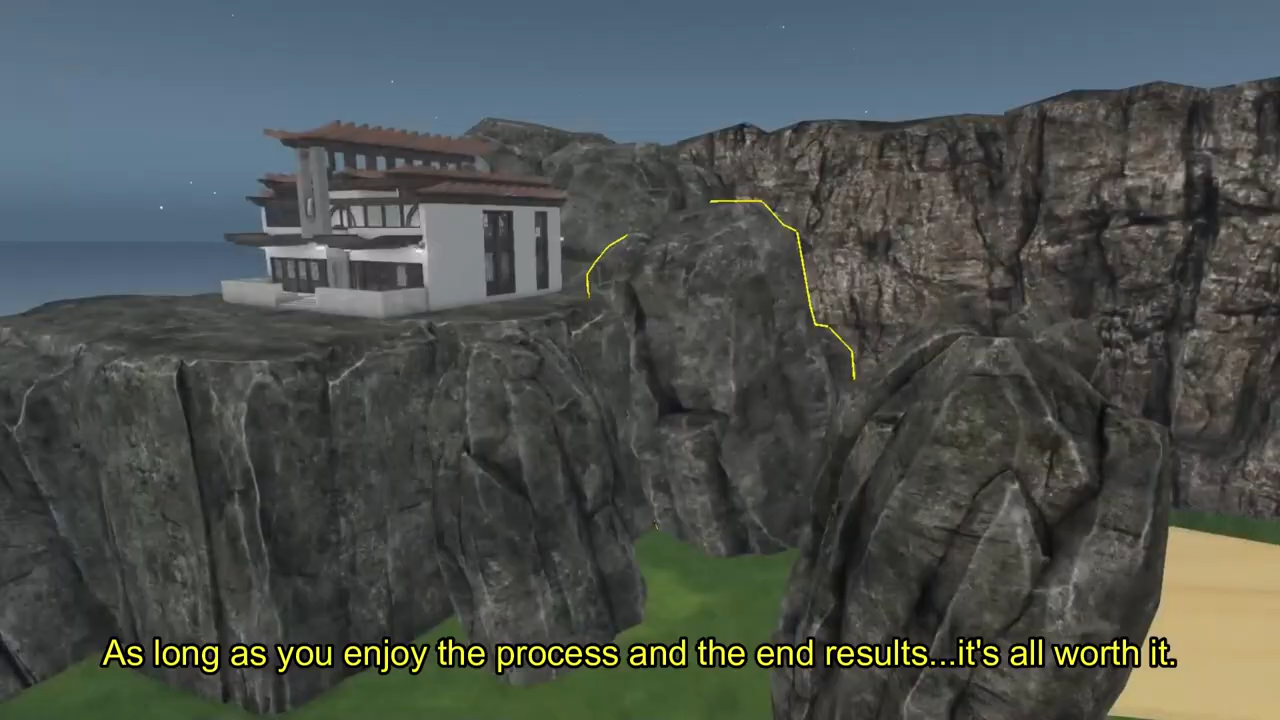 As long as you enjoy the process and the end results...it's all worth it.